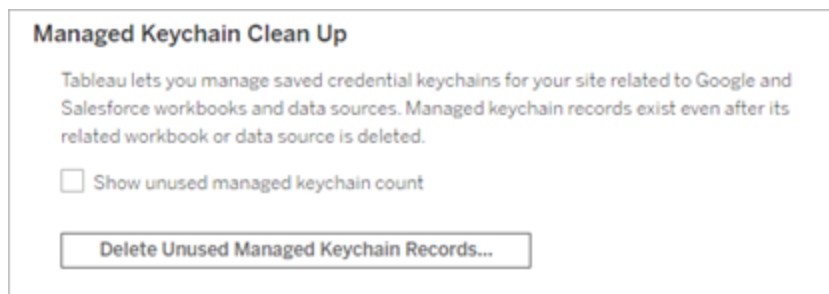 Managed Keychain Clean Up
Tableau lets you manage saved credential keychains for your site related to Google and
Salesforce workbooks and data sources. Managed keychain records exist even after its
related workbook or data source is deleted.
Show unused managed keychain count
Delete Unused Managed Keychain Records...